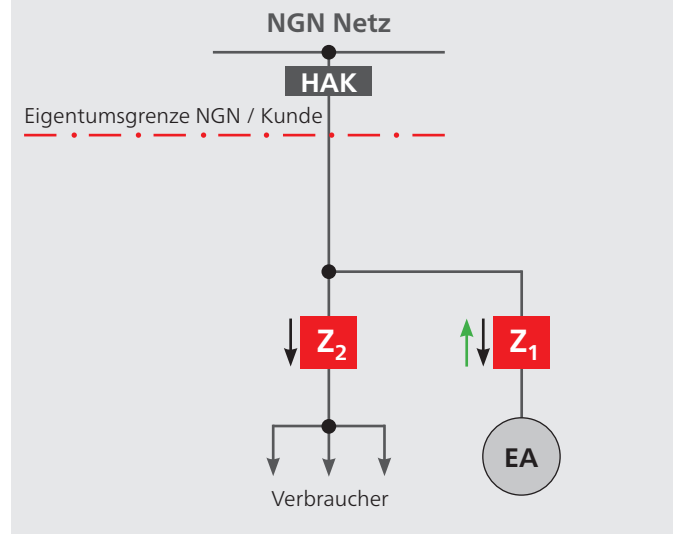 NGN Netz
HAK
Eigentumsgrenze NGN / Kunde
Z2
Z1
EA
Verbraucher